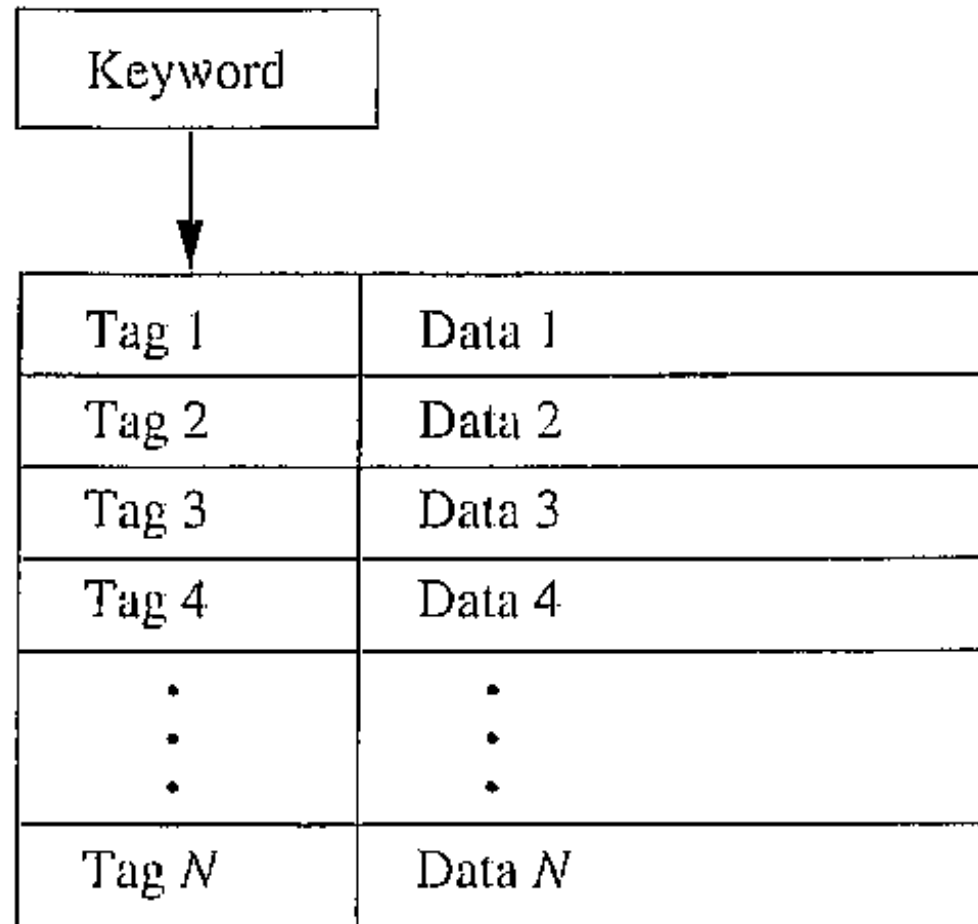 Keyword
Tag 1 Data 1
Tag 2 Data 2
Tag 3 Data 3
Tag 4 Data 4
Tag N Data N